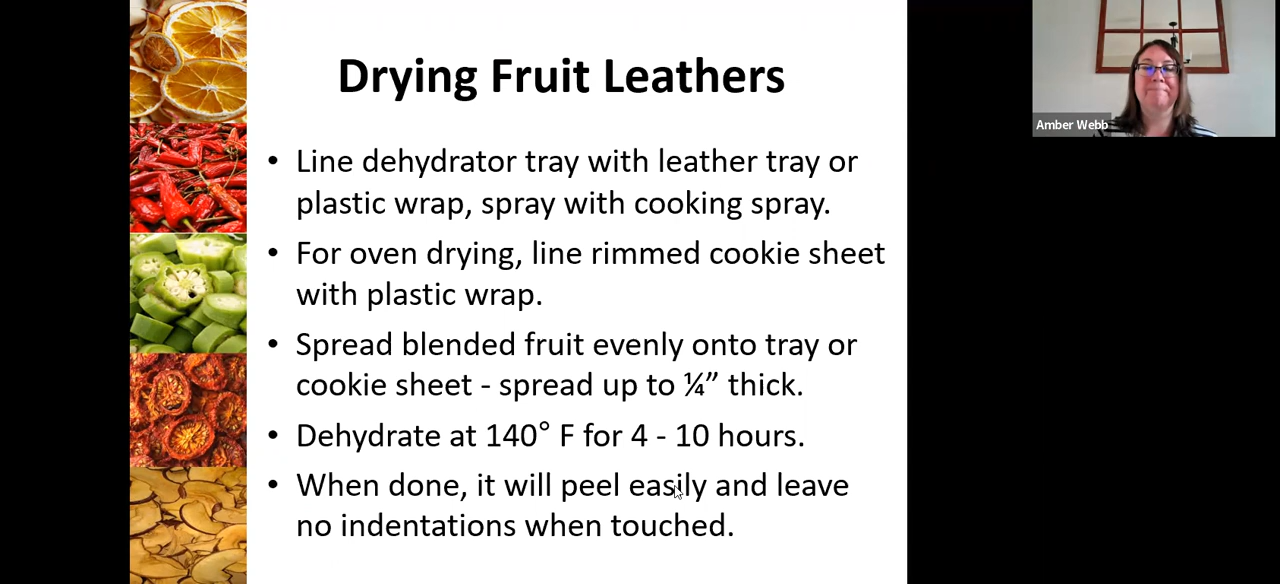 Drying Fruit Leathers
• Line dehydrator tray with leather tray or
plastic wrap, spray with cooking spray.
• For oven drying, line rimmed cookie sheet
with plastic wrap.
• Spread blended fruit evenly onto tray or
cookie sheet - spread up to ¼” thick.
• Dehydrate at 140° F for 4 - 10 hours.
• When done, it will peel easily and leave
no indentations when touched.
Amber Webb